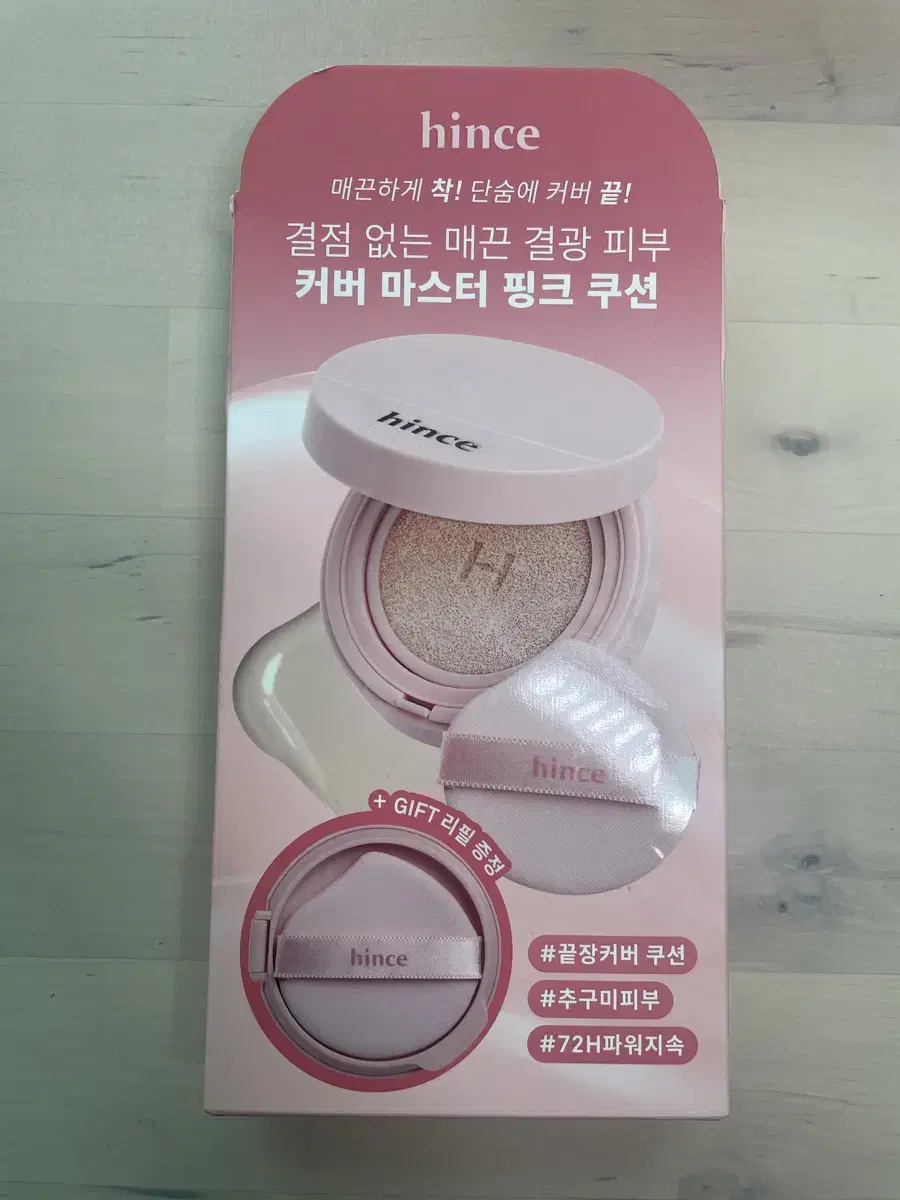 hince
매끈하게 착! 단숨에 커버 끝!
결점 없는 매끈 결광 피부
커버 마스터 핑크 쿠션
hince
H
hince
+ GIFT 리필 증정
hince
#끝장커버 쿠션
#추구미피부
#72H파워지속